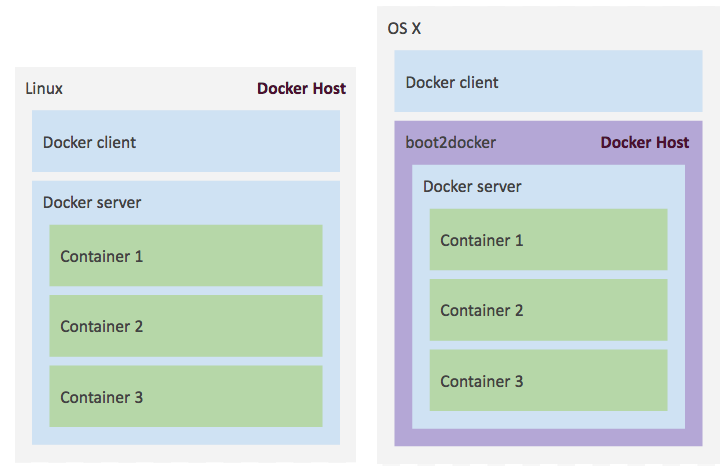 Linux
Docker Host
Docker client
Docker server
Container 1
Container 2
Container 3
OS X
Docker client
boot2docker
Docker Host
Docker server
Container 1
Container 2
Container 3